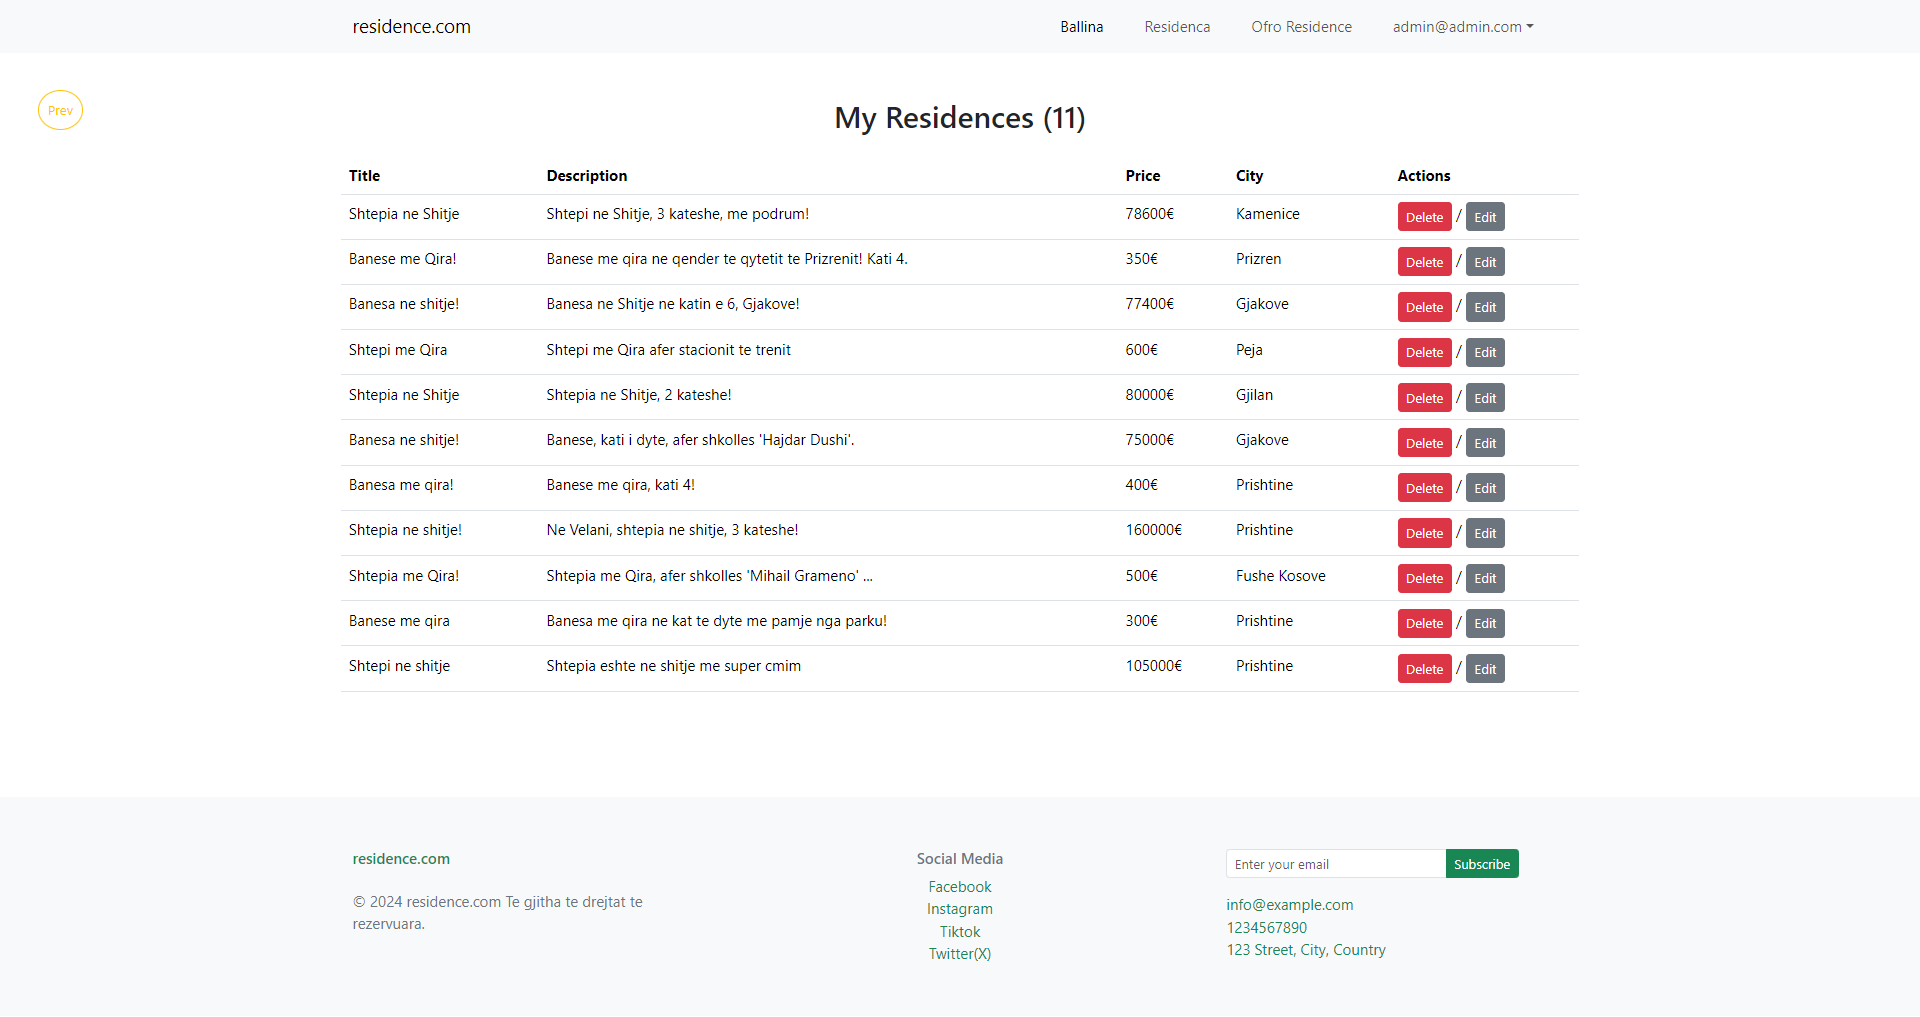 residence.com Ballina Residenca Ofro Residence admin@admin.com
Prev
My Residences (11)
Title Description Price City Actions
Shtepia ne Shitje Shtepi ne Shitje, 3 kateshe, me podrum! 78600€ Kamenice Delete / Edit
Banese me Qira! Banese me qira ne qender te qytetit te Prizrenit! Kati 4. 350€ Prizren Delete / Edit
Banesa ne shitje! Banesa ne Shitje ne katin e 6, Gjakove! 77400€ Gjakove Delete / Edit
Shtepi me Qira Shtepi me Qira afer stacionit te trenit 600€ Peja Delete / Edit
Shtepia ne Shitje Shtepia ne Shitje, 2 kateshe! 80000€ Gjilan Delete / Edit
Banesa ne shitje! Banese, kati i dyte, afer shkolles 'Hajdar Dushi'. 75000€ Gjakove Delete / Edit
Banesa me qira! Banese me qira, kati 4! 400€ Prishtine Delete / Edit
Shtepia ne shitje! Ne Velani, shtepia ne shitje, 3 kateshe! 160000€ Prishtine Delete / Edit
Shtepia me Qira! Shtepia me Qira, afer shkolles 'Mihail Grameno' ... 500€ Fushe Kosove Delete / Edit
Banese me qira Banesa me qira ne kat te dyte me pamje nga parku! 300€ Prishtine Delete / Edit
Shtepi ne shitje Shtepia eshte ne shitje me super cmim 105000€ Prishtine Delete / Edit
residence.com
© 2024 residence.com Te gjitha te drejtat te
rezervuara.
Social Media
Facebook
Instagram
Tiktok
Twitter(X)
Enter your email Subscribe
info@example.com
1234567890
123 Street, City, Country